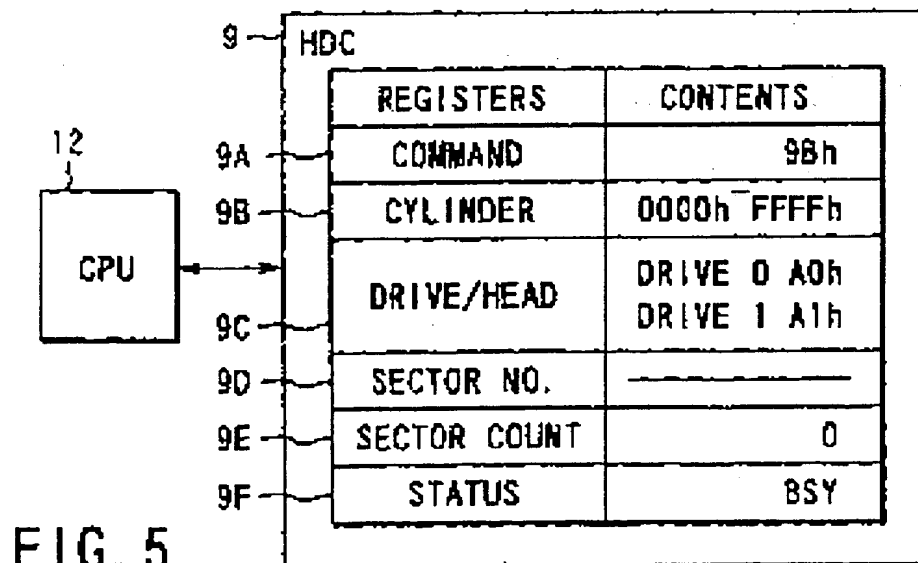 9 HDC
REGISTERS CONTENTS
12
9A COMMAND 9Bh
9B CYLINDER 0000h‾FFFFh
CPU
DRIVE/HEAD DRIVE 0 A0h
9C DRIVE 1 A1h
9D SECTOR NO.
9E SECTOR COUNT 0
9F STATUS BSY
FIG. 5